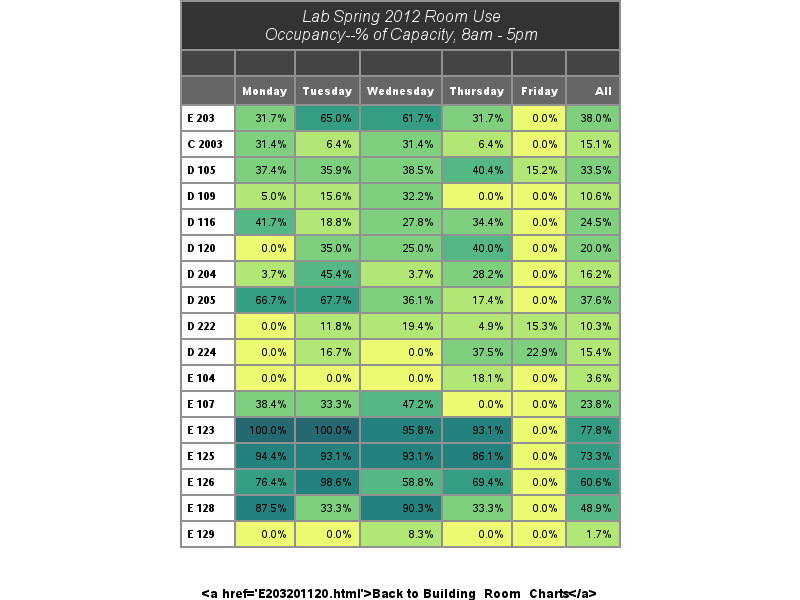 Lab Spring 2012 Room Use
Occupancy--% of Capacity, 8am - 5pm
Monday Tuesday Wednesday Thursday Friday All
E 203 31.7% 65.0% 61.7% 31.7% 0.0% 38.0%
C 2003 31.4% 6.4% 31.4% 6.4% 0.0% 15.1%
D 105 37.4% 35.9% 38.5% 40.4% 15.2% 33.5%
D 109 5.0% 15.6% 32.2% 0.0% 0.0% 10.6%
D 116 41.7% 18.8% 27.8% 34.4% 0.0% 24.5%
D 120 0.0% 35.0% 25.0% 40.0% 0.0% 20.0%
D 204 3.7% 45.4% 3.7% 28.2% 0.0% 16.2%
D 205 66.7% 67.7% 36.1% 17.4% 0.0% 37.6%
D 222 0.0% 11.8% 19.4% 4.9% 15.3% 10.3%
D 224 0.0% 16.7% 0.0% 37.5% 22.9% 15.4%
E 104 0.0% 0.0% 0.0% 18.1% 0.0% 3.6%
E 107 38.4% 33.3% 47.2% 0.0% 0.0% 23.8%
E 123 100.0% 100.0% 95.8% 93.1% 0.0% 77.8%
E 125 94.4% 93.1% 93.1% 86.1% 0.0% 73.3%
E 126 76.4% 98.6% 58.8% 69.4% 0.0% 60.6%
E 128 87.5% 33.3% 90.3% 33.3% 0.0% 48.9%
E 129 0.0% 0.0% 8.3% 0.0% 0.0% 1.7%
<a href='E203201120.html'>Back to Building_Room_Charts</a>